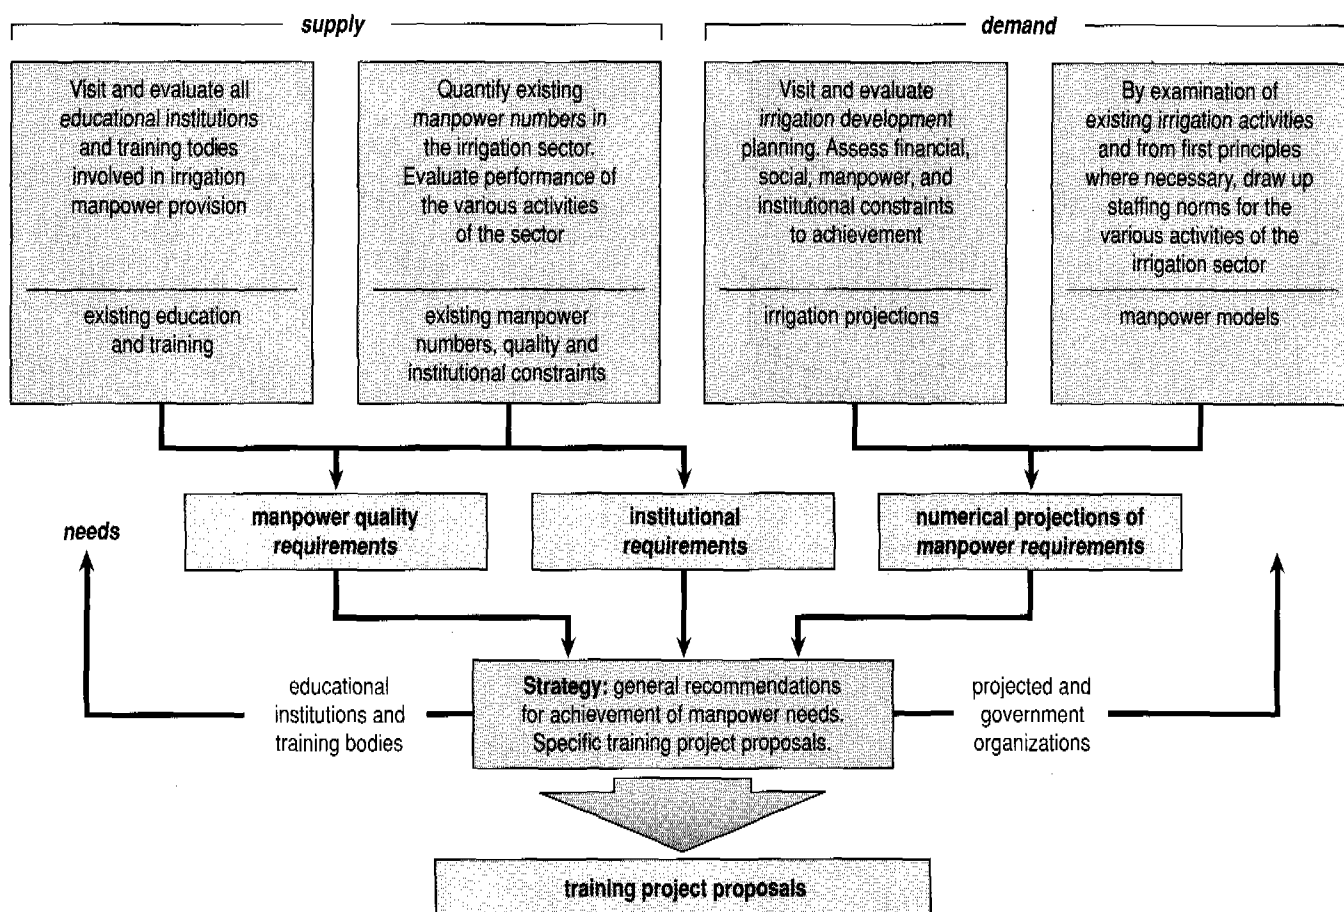 supply
demand
Visit and evaluate all
educational institutions
and training todies
involved in irrigation
manpower provision
existing education
and training
Quantify existing
manpower numbers in
the irrigation sector.
Evaluate performance of
the various activities
of the sector
existing manpower
numbers, quality and
institutional constraints
Visit and evaluate
irrigation development
planning. Assess financial,
social, manpower, and
institutional constraints
to achievement
irrigation projections
By examination of
existing irrigation activities
and from first principles
where necessary, draw up
staffing norms for the
various activities of the
irrigation sector
manpower models
needs
manpower quality
requirements
institutional
requirements
numerical projections of
manpower requirements
educational
institutions and
training bodies
Strategy: general recommendations
for achievement of manpower needs.
Specific training project proposals.
projected and
government
organizations
training project proposals